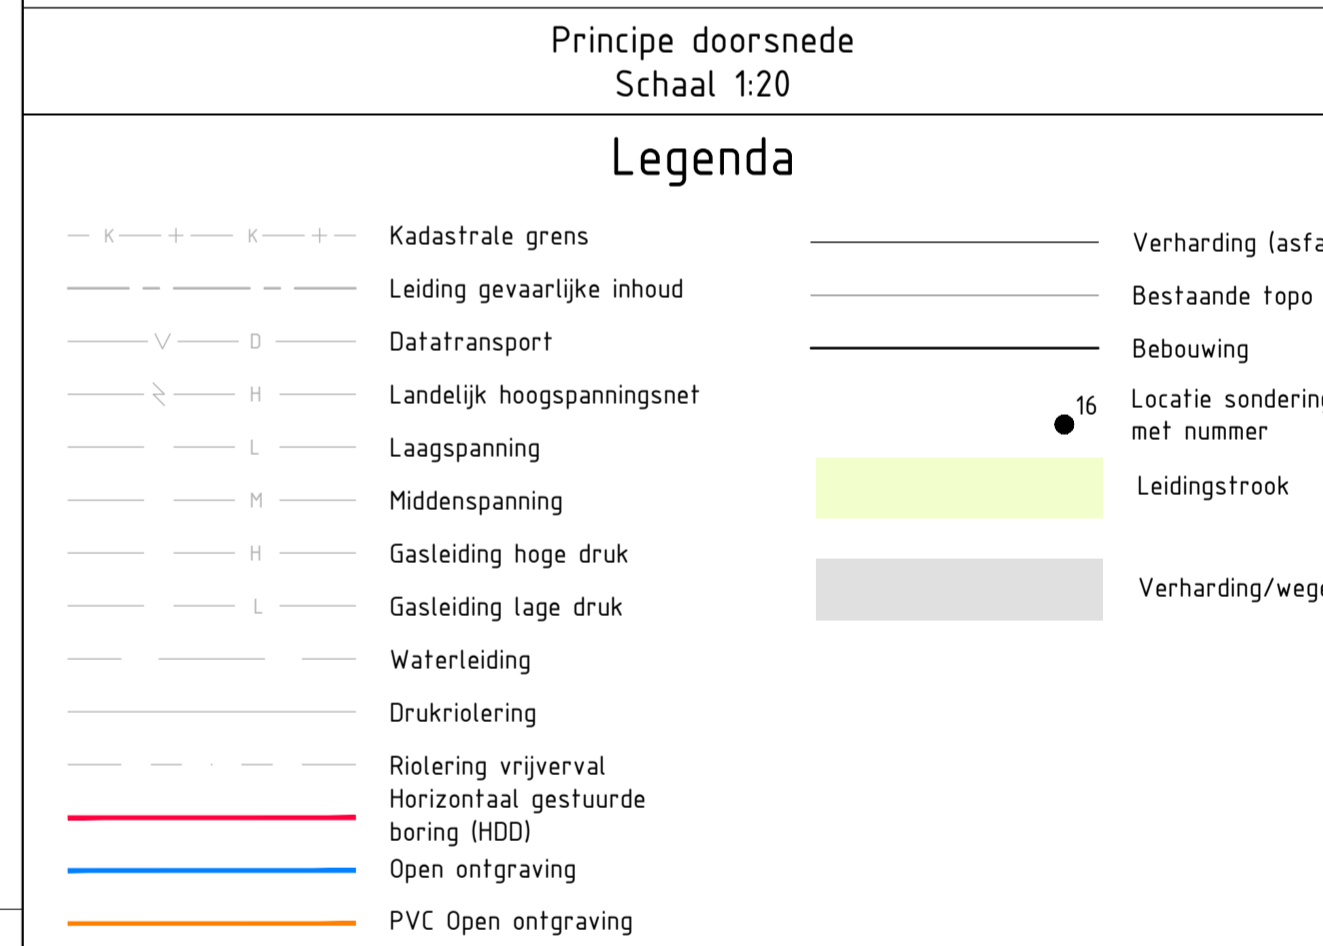 Principe doorsnede
Schaal 1:20
Legenda
K K Kadastrale grens
Leiding gevaarlijke inhoud
D Datatransport
H Landelijk hoogspanningsnet
L Laagspanning
M Middenspanning
H Gasleiding hoge druk
L Gasleiding lage druk
Waterleiding
Drukriolering
Riolering vrijverval
Horizontaal gestuurde
boring (HDD)
Open ontgraving
PVC Open ontgraving
Verharding (asfa
Bestaande topo
Bebouwing
16
Locatie sondering
met nummer
Leidingstrook
Verharding/wege